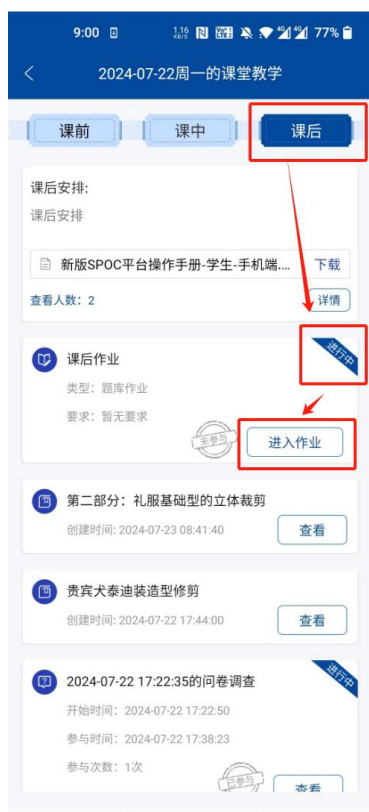 9:00 1.16 KB/S 4G 4G 77%
2024-07-22周一的课堂教学
课前 课中 课后
课后安排:
课后安排
新版SPOC平台操作手册-学生-手机端.... 下载
查看人数：2 详情
进行中
课后作业
类型：题库作业
要求：暂无要求
未参与
进入作业
第二部分：礼服基础型的立体裁剪
创建时间: 2024-07-23 08:41:40 查看
贵宾犬泰迪装造型修剪
创建时间: 2024-07-22 17:44:00 查看
进行中
2024-07-22 17:22:35的问卷调查
开始时间：2024-07-22 17:22:50
参与时间：2024-07-22 17:38:23
参与次数：1次
已参与
查看